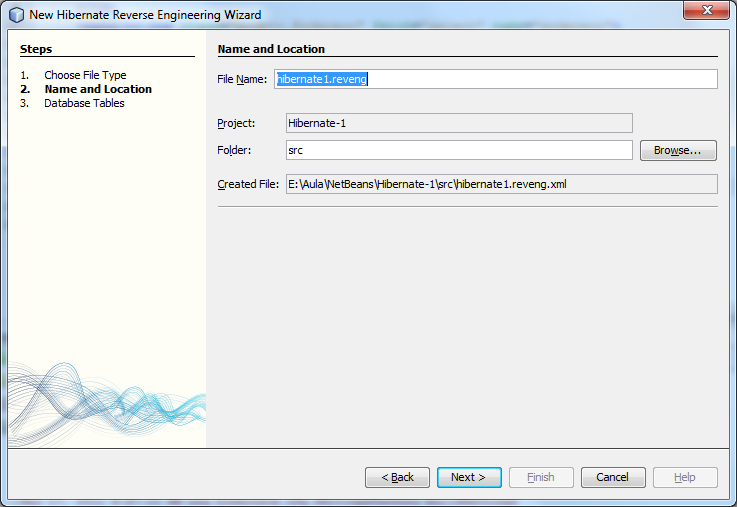 New Hibernate Reverse Engineering Wizard
Steps
1. Choose File Type
2. Name and Location
3. Database Tables
Name and Location
File Name: hibernate1.reveng
Project: Hibernate-1
Folder: src Browse...
Created File: E:\Aula\NetBeans\Hibernate-1\src\hibernate1.reveng.xml
< Back Next > Finish Cancel Help